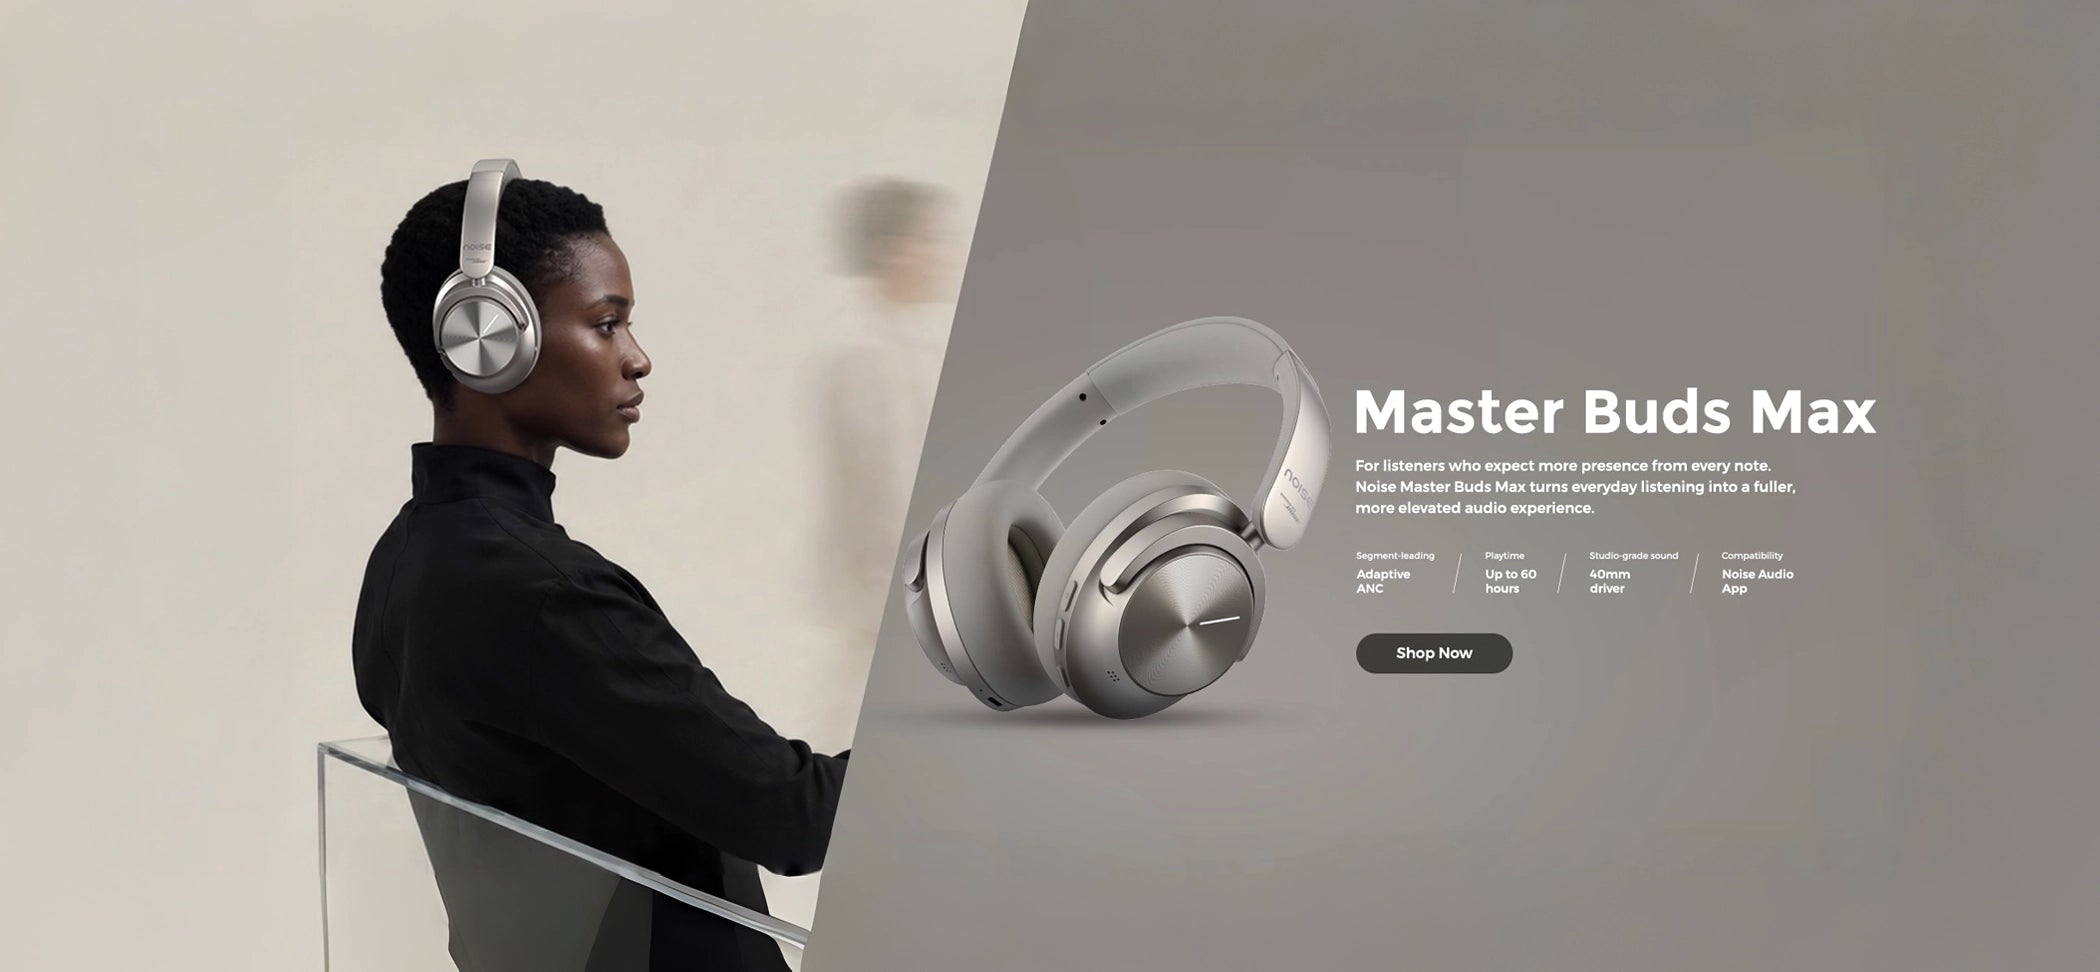 noise
noise
Master Buds Max
For listeners who expect more presence from every note.
Noise Master Buds Max turns everyday listening into a fuller,
more elevated audio experience.
Segment-leading
Adaptive
ANC
Playtime
Up to 60
hours
Studio-grade sound
40mm
driver
Compatibility
Noise Audio
App
Shop Now